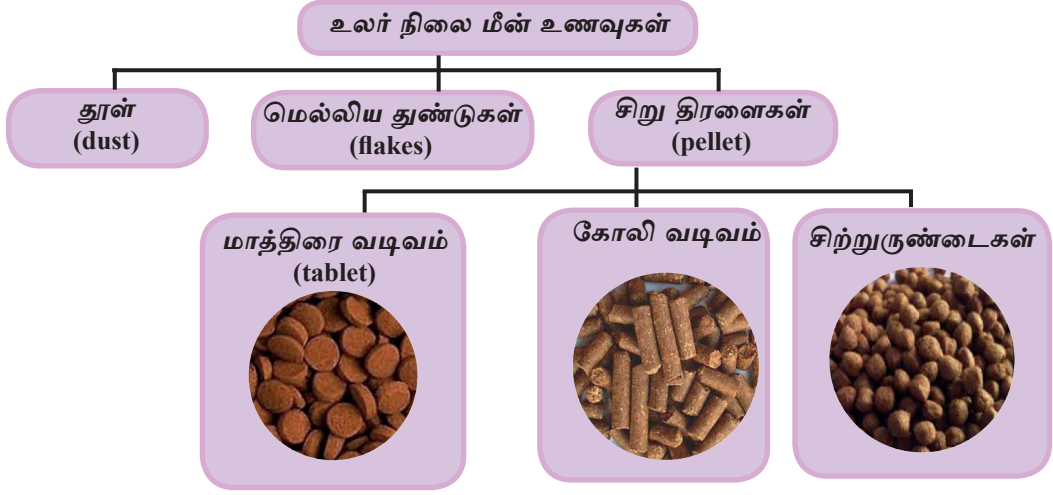 உலர் நிலை மீன் உணவுகள்
தூள்
(dust)
மெல்லிய துண்டுகள்
(flakes)
சிறு திரளைகள்
(pellet)
மாத்திரை வடிவம்
(tablet)
கோலி வடிவம்
சிற்றுருண்டைகள்